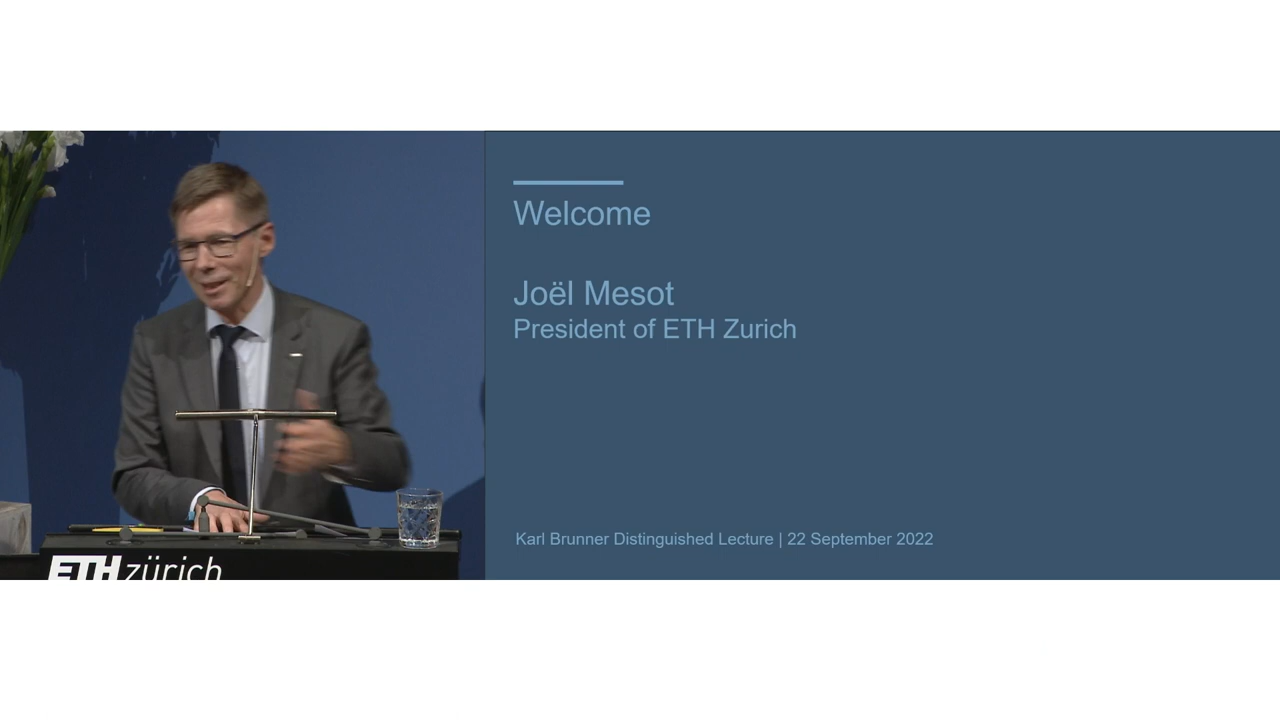 Welcome
Joël Mesot
President of ETH Zurich
Karl Brunner Distinguished Lecture | 22 September 2022
ETH zürich